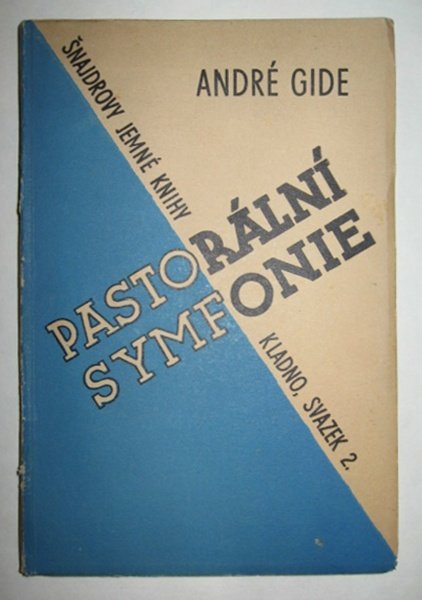 ANDRÉ GIDE
ŠNAJDROVY JEMNÉ KNIHY
PASTORÁLNÍ
SYMFONIE
KLADNO, SVAZEK 2.